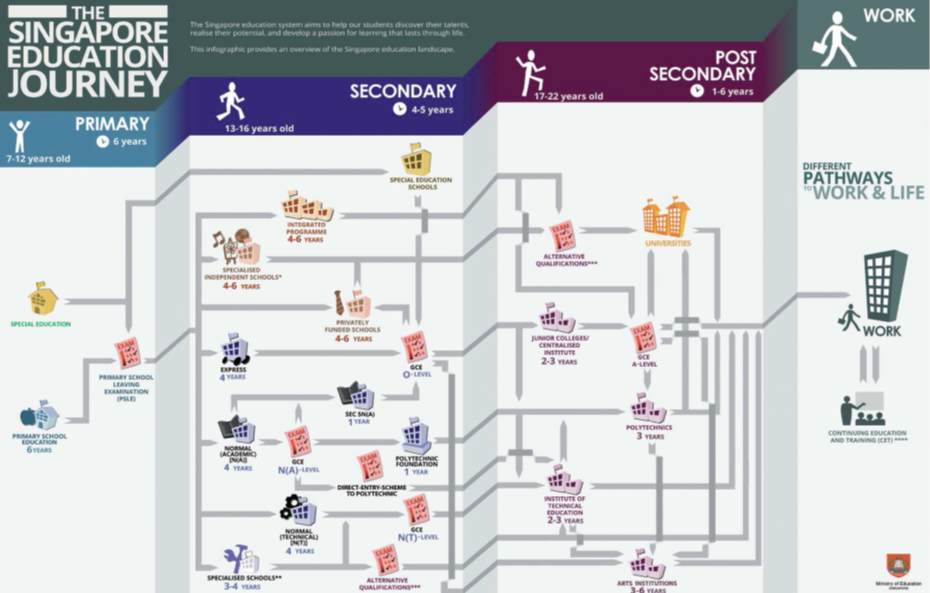 THE
SINGAPORE
EDUCATION
JOURNEY
The Singapore education system aims to help our students discover their talents,
realise their potential, and develop a passion for learning that lasts through life.
This infographic provides an overview of the Singapore education landscape.
PRIMARY
6 years
7-12 years old
SECONDARY
4-5 years
13-16 years old
POST
SECONDARY
1-6 years
17-22 years old
WORK
DIFFERENT
PATHWAYS
TO WORK & LIFE
SPECIAL EDUCATION
PRIMARY SCHOOL
LEAVING
EXAMINATION
(PSLE)
EXAM
PRIMARY SCHOOL
EDUCATION
6 YEARS
SPECIAL EDUCATION
SCHOOLS
INTEGRATED
PROGRAMME
4-6 YEARS
SPECIALISED
INDEPENDENT SCHOOLS*
4-6 YEARS
PRIVATELY
FUNDED SCHOOLS
4-6 YEARS
EXPRESS
4 YEARS
EXAM
GCE
O-LEVEL
SEC 5N(A)
1 YEAR
NORMAL
(ACADEMIC)
[N(A)]
4 YEARS
EXAM
GCE
N(A)-LEVEL
POLYTECHNIC
FOUNDATION
1 YEAR
EXAM
DIRECT-ENTRY-SCHEME
TO POLYTECHNIC
NORMAL
(TECHNICAL)
[N(T)]
4 YEARS
EXAM
GCE
N(T)-LEVEL
SPECIALISED SCHOOLS**
3-4 YEARS
EXAM
ALTERNATIVE
QUALIFICATIONS***
EXAM
ALTERNATIVE
QUALIFICATIONS***
UNIVERSITIES
JUNIOR COLLEGES/
CENTRALISED
INSTITUTE
2-3 YEARS
EXAM
GCE
A-LEVEL
POLYTECHNICS
3 YEARS
INSTITUTE OF
TECHNICAL
EDUCATION
2-3 YEARS
ARTS INSTITUTIONS
3-6 YEARS
WORK
CONTINUING EDUCATION
AND TRAINING (CET) ****
Ministry of Education